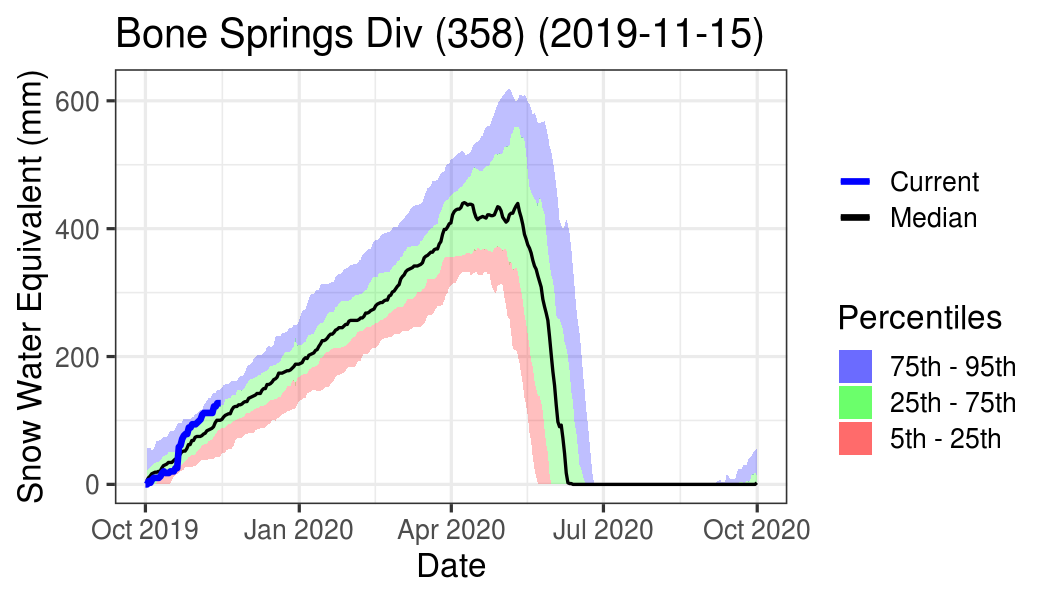 Bone Springs Div (358) (2019-11-15)
Snow Water Equivalent (mm)
600
400
200
0
Oct 2019
Jan 2020
Apr 2020
Jul 2020
Oct 2020
Date
Current
Median
Percentiles
75th - 95th
25th - 75th
5th - 25th